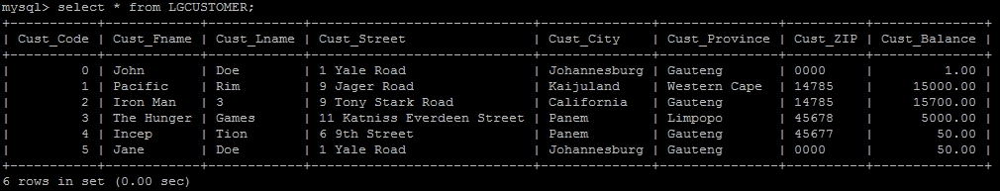 mysql> select * from LGCUSTOMER;
+-----------+------------+------------+---------------------------+--------------+---------------+----------+--------------+
| Cust_Code | Cust_Fname | Cust_Lname | Cust_Street               | Cust_City    | Cust_Province | Cust_ZIP | Cust_Balance |
+-----------+------------+------------+---------------------------+--------------+---------------+----------+--------------+
|         0 | John       | Doe        | 1 Yale Road               | Johannesburg | Gauteng       | 0000     |         1.00 |
|         1 | Pacific    | Rim        | 9 Jager Road              | Kaijuland    | Western Cape  | 14785    |     15000.00 |
|         2 | Iron Man   | 3          | 9 Tony Stark Road         | California   | Gauteng       | 14785    |     15700.00 |
|         3 | The Hunger | Games      | 11 Katniss Everdeen Street | Panem        | Limpopo       | 45678    |      5000.00 |
|         4 | Incep      | Tion       | 6 9th Street              | Panem        | Gauteng       | 45677    |        50.00 |
|         5 | Jane       | Doe        | 1 Yale Road               | Johannesburg | Gauteng       | 0000     |        50.00 |
+-----------+------------+------------+---------------------------+--------------+---------------+----------+--------------+
6 rows in set (0.00 sec)